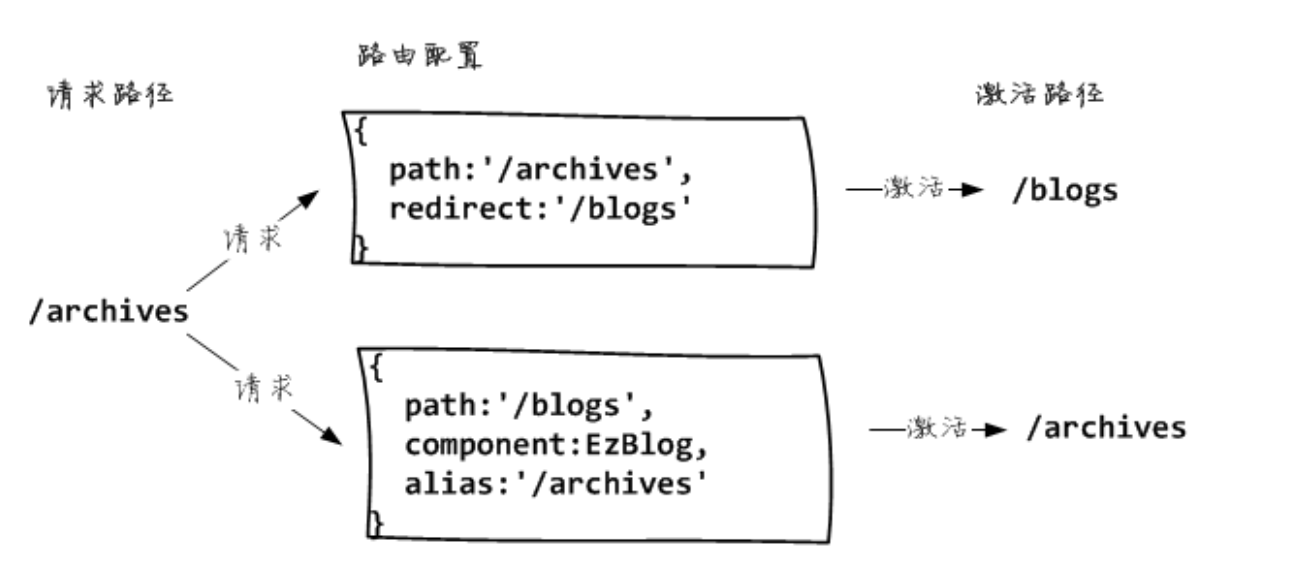 路由配置
请求路径
激活路径
{
path:'/archives',
redirect:'/blogs'
}
激活
/blogs
请求
/archives
请求
{
path:'/blogs',
component:EzBlog,
alias:'/archives'
}
激活
/archives